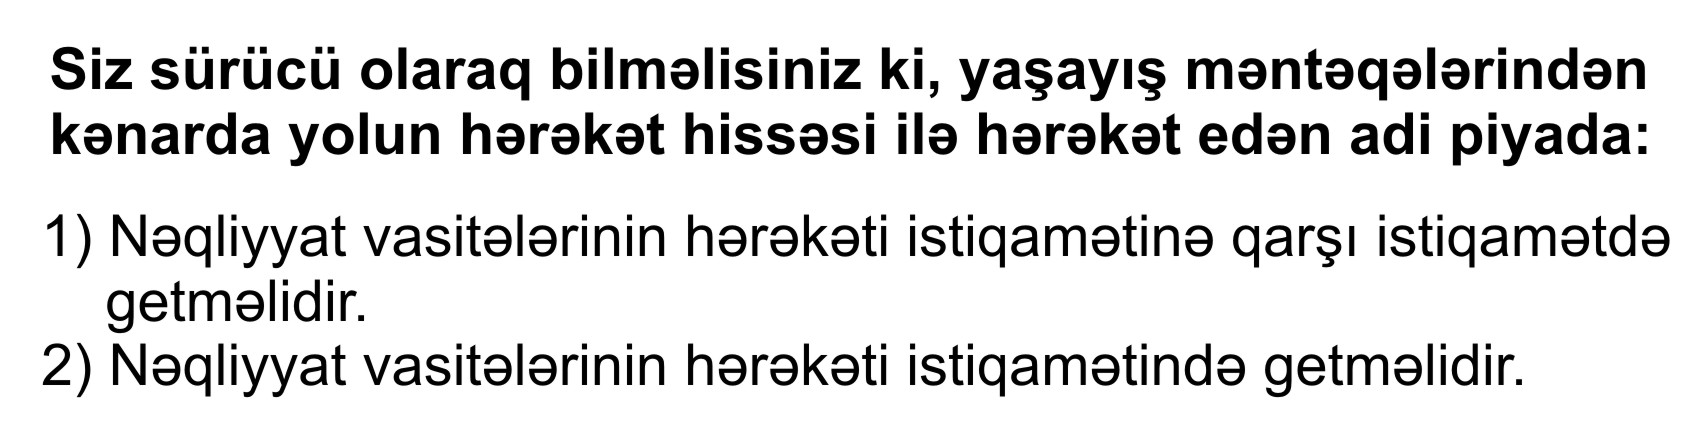 Siz sürücü olaraq bilməlisiniz ki, yaşayış məntəqələrindən
kənarda yolun hərəkət hissəsi ilə hərəkət edən adi piyada:
1) Nəqliyyat vasitələrinin hərəkəti istiqamətinə qarşı istiqamətdə
getməlidir.
2) Nəqliyyat vasitələrinin hərəkəti istiqamətində getməlidir.